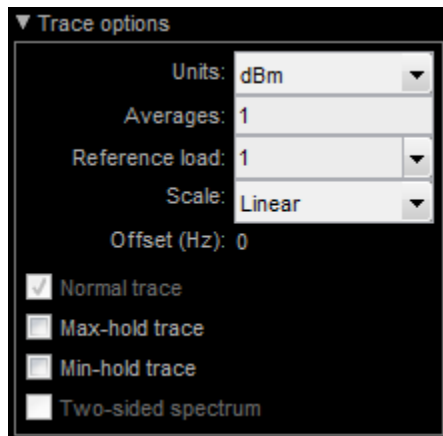 Trace options
Units: dBm
Averages: 1
Reference load: 1
Scale: Linear
Offset (Hz): 0
Normal trace
Max-hold trace
Min-hold trace
Two-sided spectrum